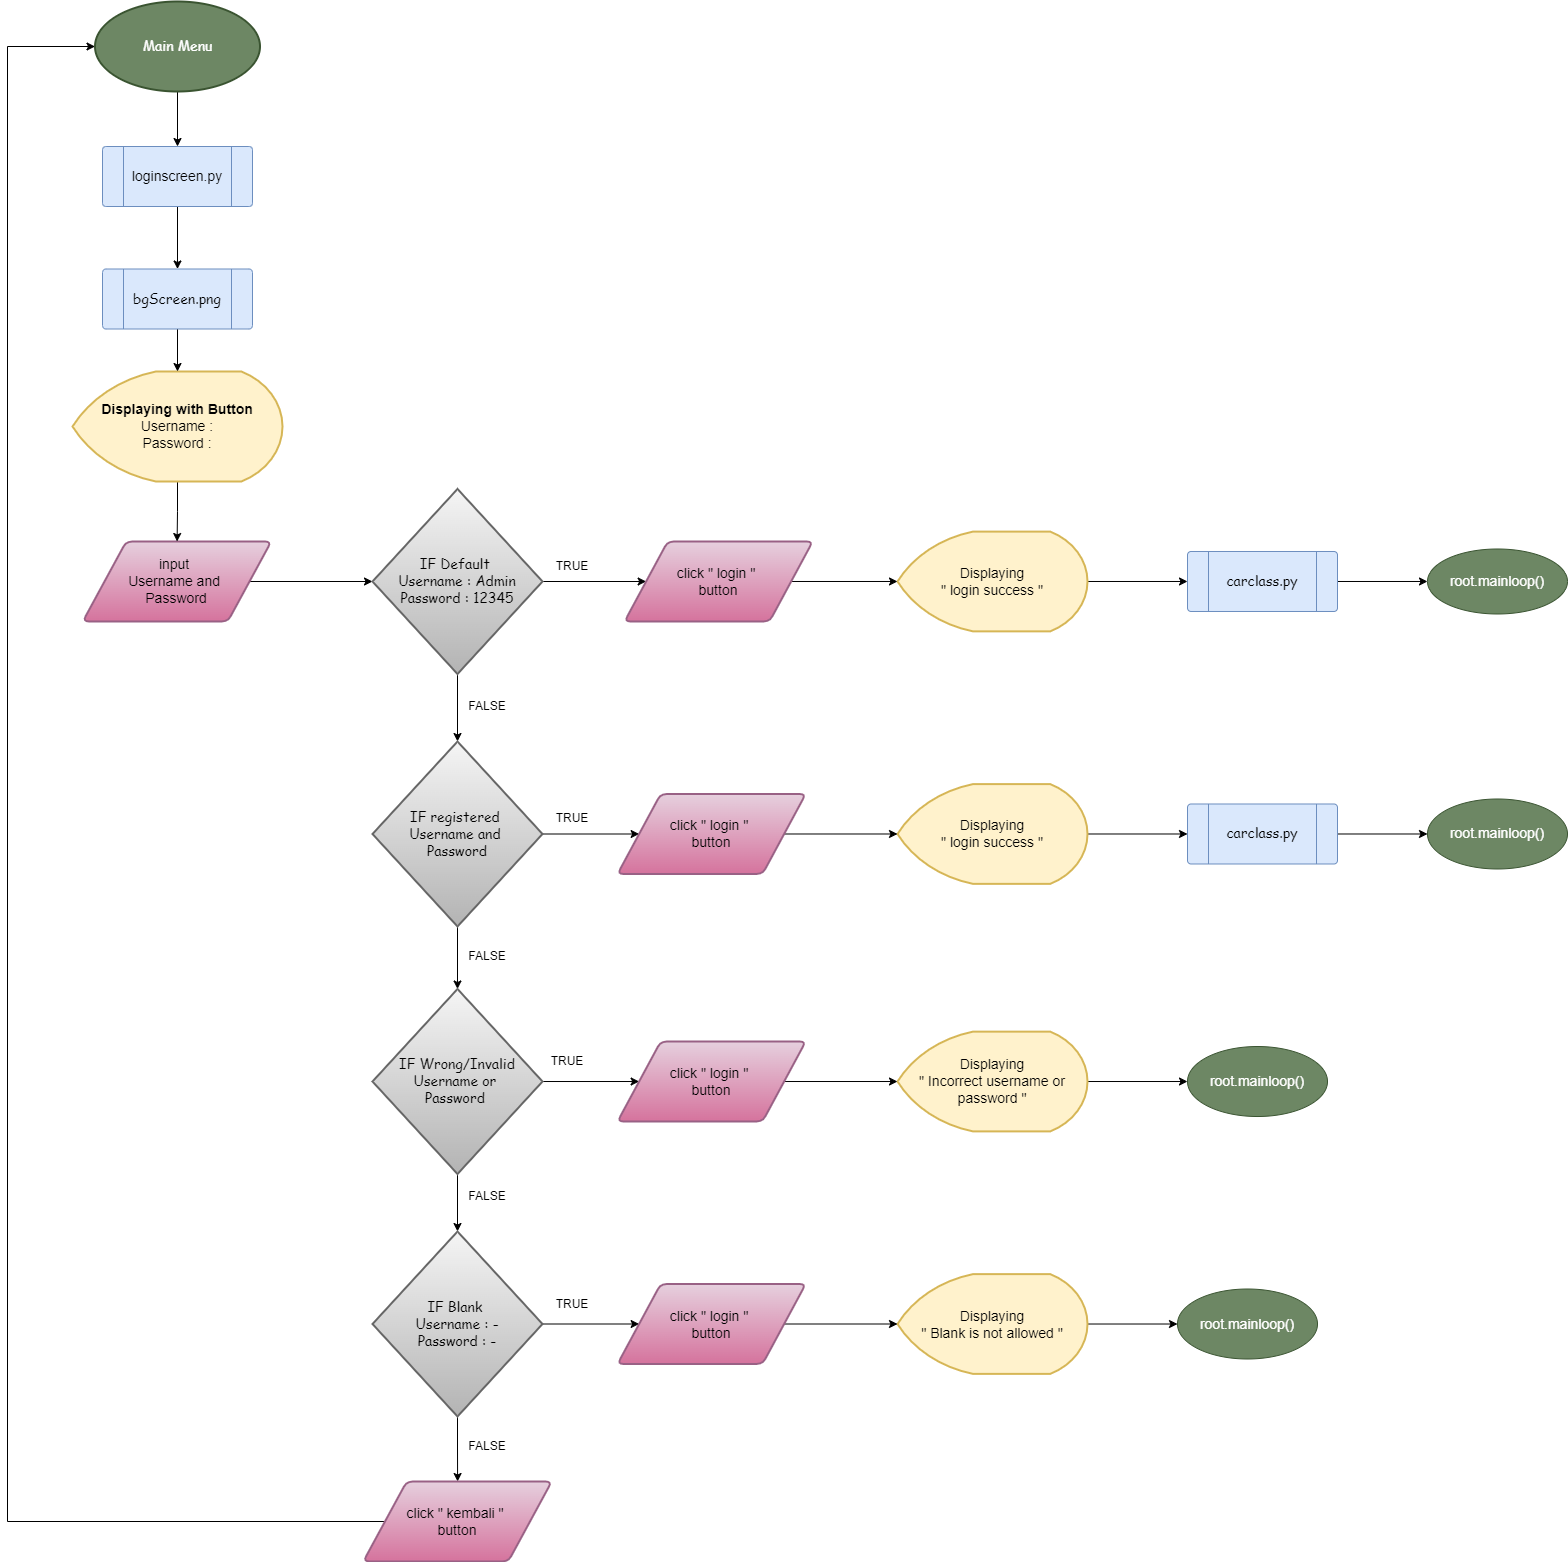 Main Menu
loginscreen.py
bgScreen.png
Displaying with Button
Username :
Password :
input
Username and
Password
IF Default
Username : Admin
Password : 12345
TRUE
click " login "
button
Displaying
" login success "
carclass.py
root.mainloop()
FALSE
IF registered
Username and
Password
TRUE
click " login "
button
Displaying
" login success "
carclass.py
root.mainloop()
FALSE
IF Wrong/Invalid
Username or
Password
TRUE
click " login "
button
Displaying
" Incorrect username or
password "
root.mainloop()
FALSE
IF Blank
Username : -
Password : -
TRUE
click " login "
button
Displaying
" Blank is not allowed "
root.mainloop()
FALSE
click " kembali "
button